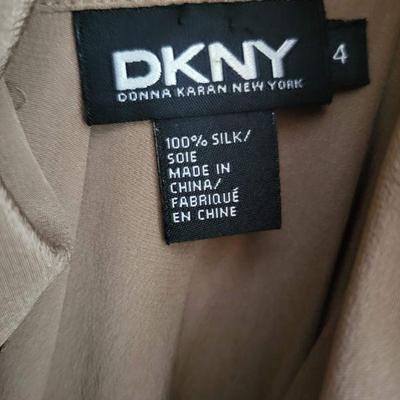 DKNY
DONNA KARAN NEW YORK
4
100% SILK/
SOIE
MADE IN
CHINA/
FABRIQUÉ
EN CHINE